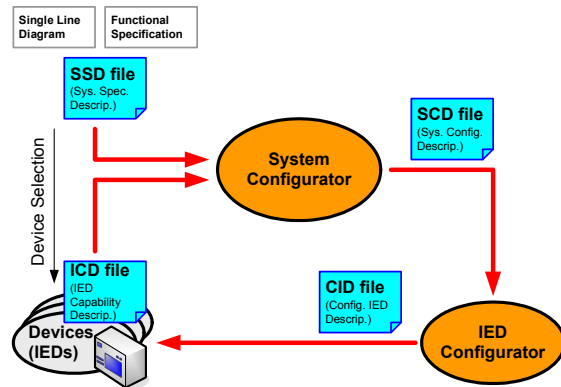 Single Line
Diagram
Functional
Specification
SSD file
(Sys. Spec.
Descrip.)
SCD file
(Sys. Config.
Descrip.)
System
Configurator
Device Selection
ICD file
(IED
Capability
Descrip.)
CID file
(Config. IED
Descrip.)
Devices
(IEDs)
IED
Configurator